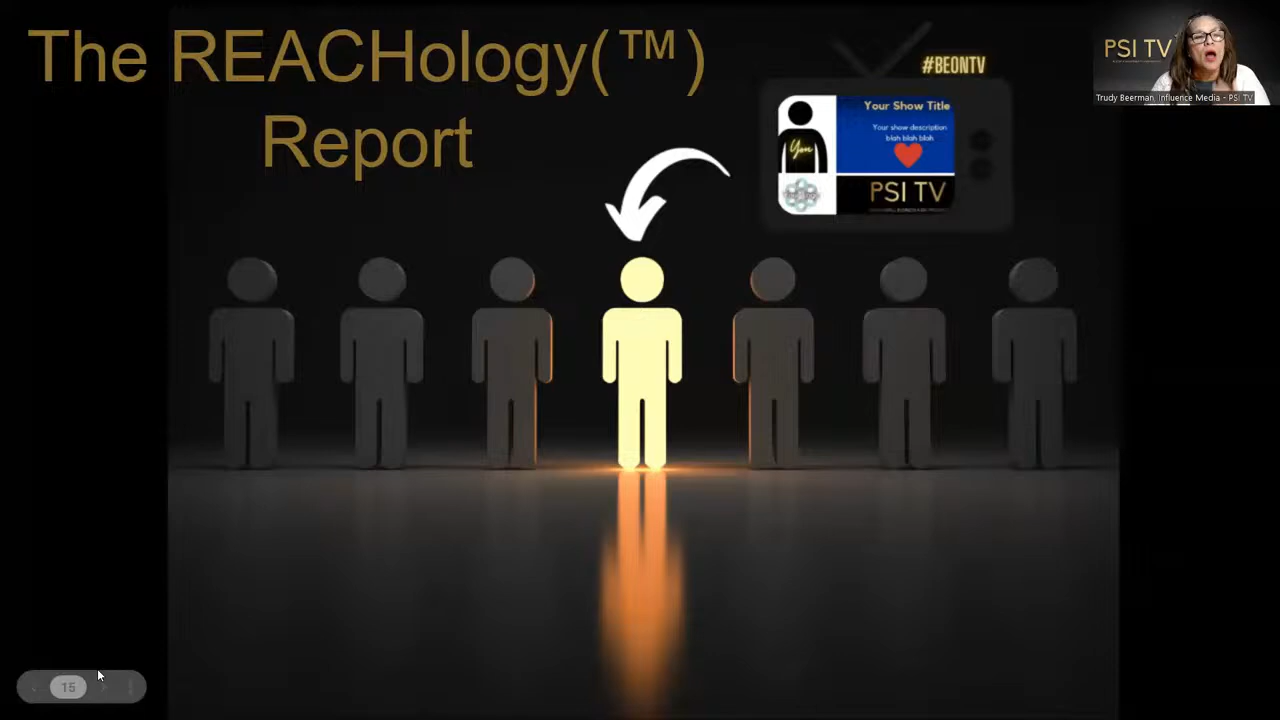 The REACHology(™)
Report
#BEONTV
Your Show Title
Your show description
blah blah blah
You
PSI TV
PSI TV
Trudy Beerman, Influence Media - PSI TV
15